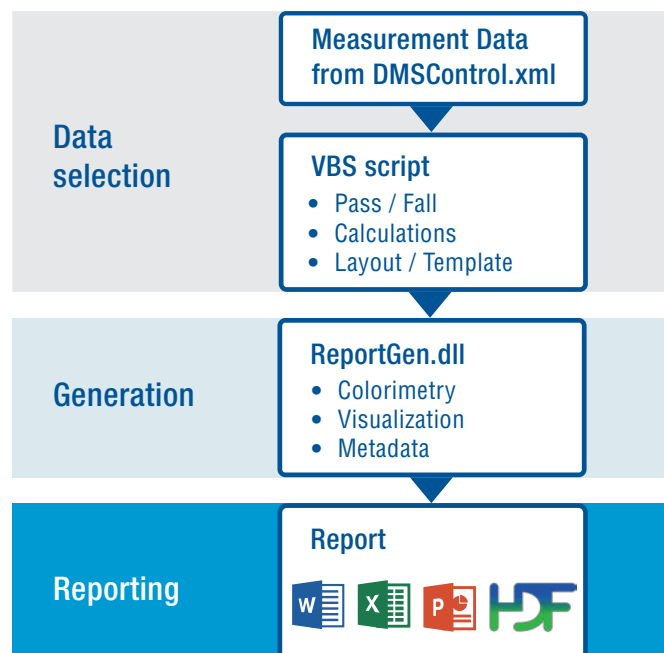 Measurement Data
from DMSControl.xml
Data
selection
VBS script
• Pass / Fall
• Calculations
• Layout / Template
Generation
ReportGen.dll
• Colorimetry
• Visualization
• Metadata
Reporting
Report
W
X
P
HDF